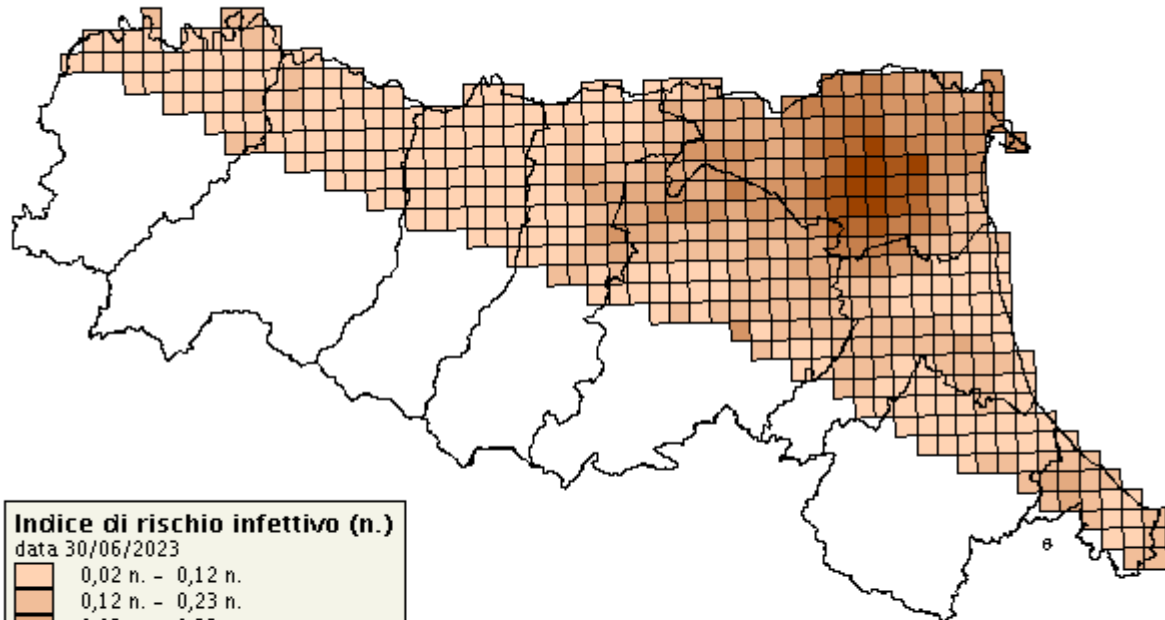 Indice di rischio infettivo (n.)
data 30/06/2023
0,02 n. - 0,12 n.
0,12 n. - 0,23 n.